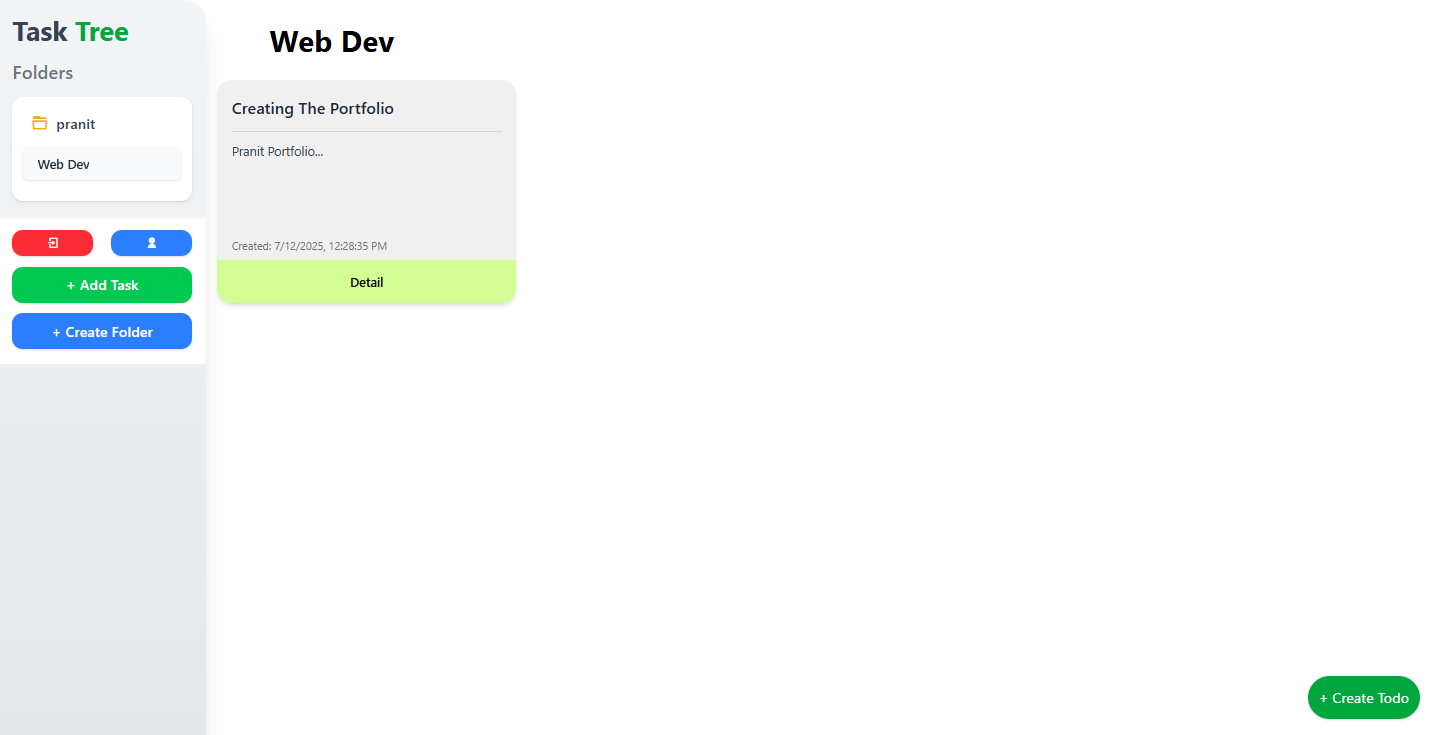 Task Tree
Folders
pranit
Web Dev
+ Add Task
+ Create Folder
Web Dev
Creating The Portfolio
Pranit Portfolio...
Created: 7/12/2025, 12:28:35 PM
Detail
+ Create Todo